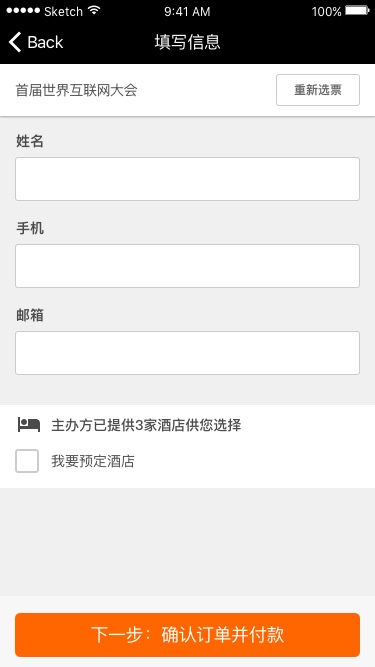 Sketch 9:41 AM 100%
Back 填写信息
首届世界互联网大会 重新选票
姓名
手机
邮箱
主办方已提供3家酒店供您选择
我要预定酒店
下一步：确认订单并付款